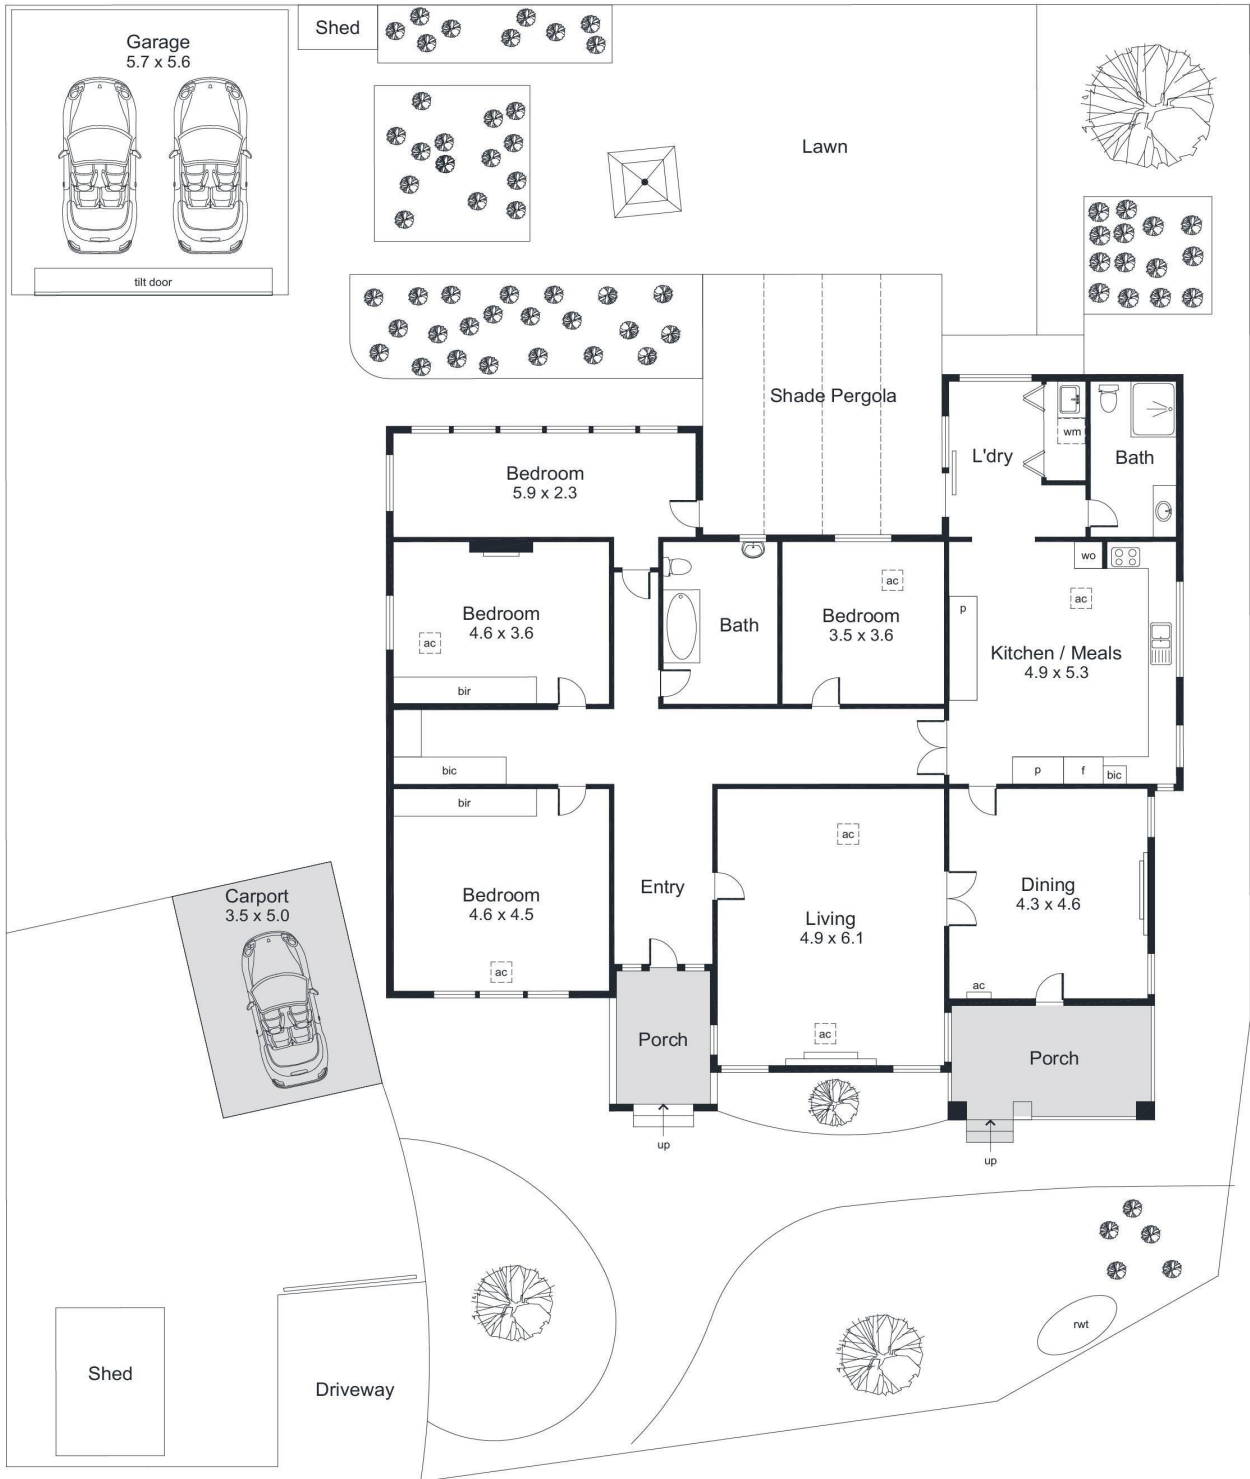 Garage
5.7 x 5.6
Shed
Lawn
tilt door
Shade Pergola
L'dry
wm
Bath
Bedroom
5.9 x 2.3
wo
ac
ac
p
Bedroom
4.6 x 3.6
ac
Bath
Bedroom
3.5 x 3.6
Kitchen / Meals
4.9 x 5.3
bir
bic
p
f
bic
bir
ac
Carport
3.5 x 5.0
Bedroom
4.6 x 4.5
Entry
Living
4.9 x 6.1
Dining
4.3 x 4.6
ac
ac
ac
Porch
Porch
up
up
rwt
Shed
Driveway